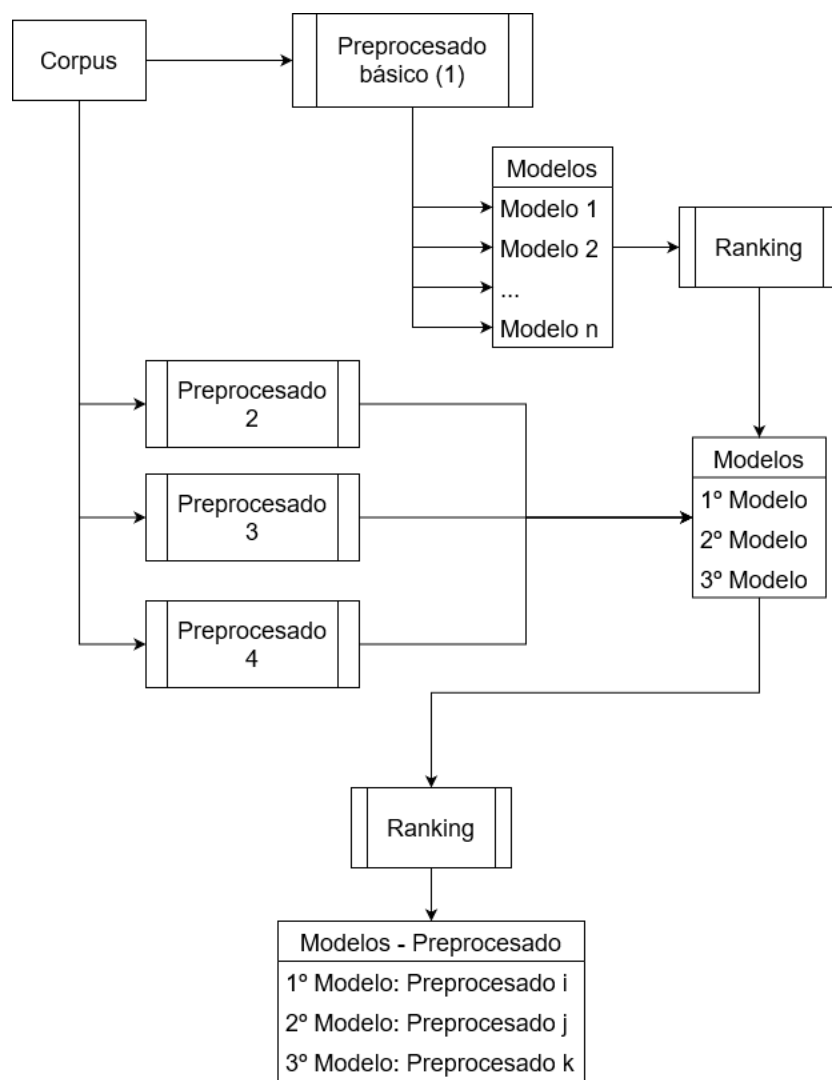 Corpus
Preprocesado
básico (1)
Modelos
Modelo 1
Modelo 2
...
Modelo n
Ranking
Preprocesado
2
Preprocesado
3
Preprocesado
4
Modelos
1º Modelo
2º Modelo
3º Modelo
Ranking
Modelos - Preprocesado
1º Modelo: Preprocesado i
2º Modelo: Preprocesado j
3º Modelo: Preprocesado k